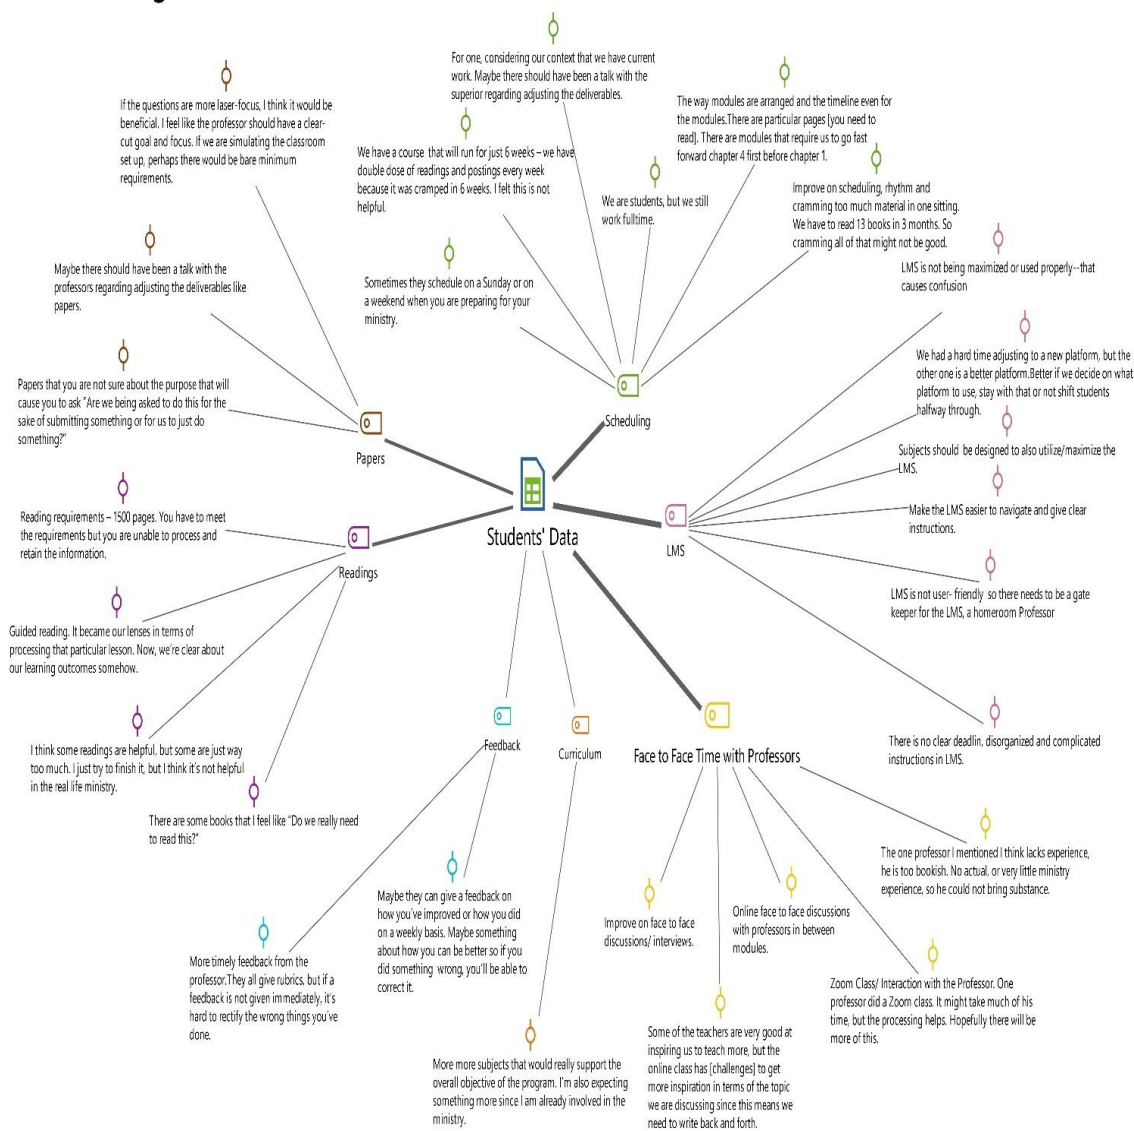 For one, considering our context that we have current
work. Maybe there should have been a talk with the
superior regarding adjusting the deliverables.
If the questions are more laser-focus, I think it would be
beneficial. I feel like the professor should have a clear-
cut goal and focus. If we are simulating the classroom
set up, perhaps there would be bare minimum
requirements.
The way modules are arranged and the timeline even for
the modules.There are particular pages [you need to
read]. There are modules that require us to go fast
forward chapter 4 first before chapter 1.
We have a course that will run for just 6 weeks – we have
double dose of readings and postings every week
because it was cramped in 6 weeks. I felt this is not
helpful.
We are students, but we still
work fulltime.
Improve on scheduling, rhythm and
cramming too much material in one sitting.
We have to read 13 books in 3 months. So
cramming all of that might not be good.
Maybe there should have been a talk with the
professors regarding adjusting the deliverables like
papers.
Sometimes they schedule on a Sunday or on
a weekend when you are preparing for your
ministry.
LMS is not being maximized or used properly--that
causes confusion
We had a hard time adjusting to a new platform, but the
other one is a better platform.Better if we decide on what
platform to use, stay with that or not shift students
halfway through.
Papers that you are not sure about the purpose that will
cause you to ask "Are we being asked to do this for the
sake of submitting something or for us to just do
something?"
Scheduling
Papers
Subjects should be designed to also utilize/maximize the
LMS.
Make the LMS easier to navigate and give clear
instructions.
Reading requirements – 1500 pages. You have to meet
the requirements but you are unable to process and
retain the information.
Students' Data
LMS
Readings
LMS is not user- friendly so there needs to be a gate
keeper for the LMS, a homeroom Professor
Guided reading. It became our lenses in terms of
processing that particular lesson. Now, we're clear about
our learning outcomes somehow.
I think some readings are helpful, but some are just way
too much. I just try to finish it, but I think it's not helpful
in the real life ministry.
There are some books that I feel like "Do we really need
to read this?"
Feedback
Curriculum
Face to Face Time with Professors
There is no clear deadlin, disorganized and complicated
instructions in LMS.
The one professor I mentioned I think lacks experience,
he is too bookish. No actual, or very little ministry
experience, so he could not bring substance.
Maybe they can give a feedback on
how you've improved or how you did
on a weekly basis. Maybe something
about how you can be better so if you
did something wrong, you'll be able to
correct it.
Improve on face to face
discussions/ interviews.
Online face to face discussions
with professors in between
modules.
More timely feedback from the
professor.They all give rubrics, but if a
feedback is not given immediately, it's
hard to rectify the wrong things you've
done.
Zoom Class/ Interaction with the Professor. One
professor did a Zoom class. It might take much of his
time, but the processing helps. Hopefully there will be
more of this.
More more subjects that would really support the
overall objective of the program. I'm also expecting
something more since I am already involved in the
ministry.
Some of the teachers are very good at
inspiring us to teach more, but the
online class has [challenges] to get
more inspiration in terms of the topic
we are discussing since this means we
need to write back and forth.